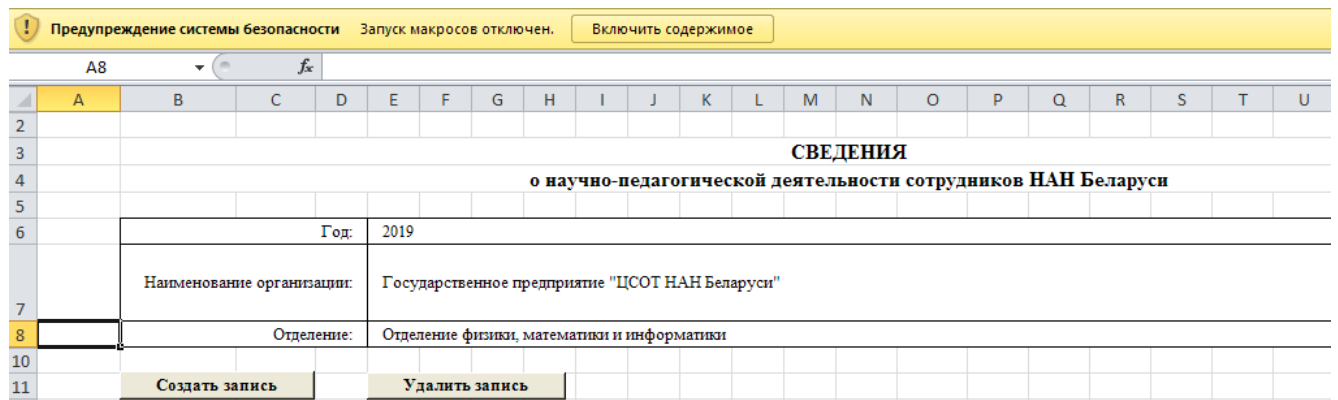 Предупреждение системы безопасности Запуск макросов отключен. Включить содержимое
A8 fx
A B C D E F G H I J K L M N O P Q R S T U
2
3 СВЕДЕНИЯ
4 о научно-педагогической деятельности сотрудников НАН Беларуси
5
6 Год: 2019
7 Наименование организации: Государственное предприятие "ЦСОТ НАН Беларуси"
8 Отделение: Отделение физики, математики и информатики
10
11 Создать запись Удалить запись